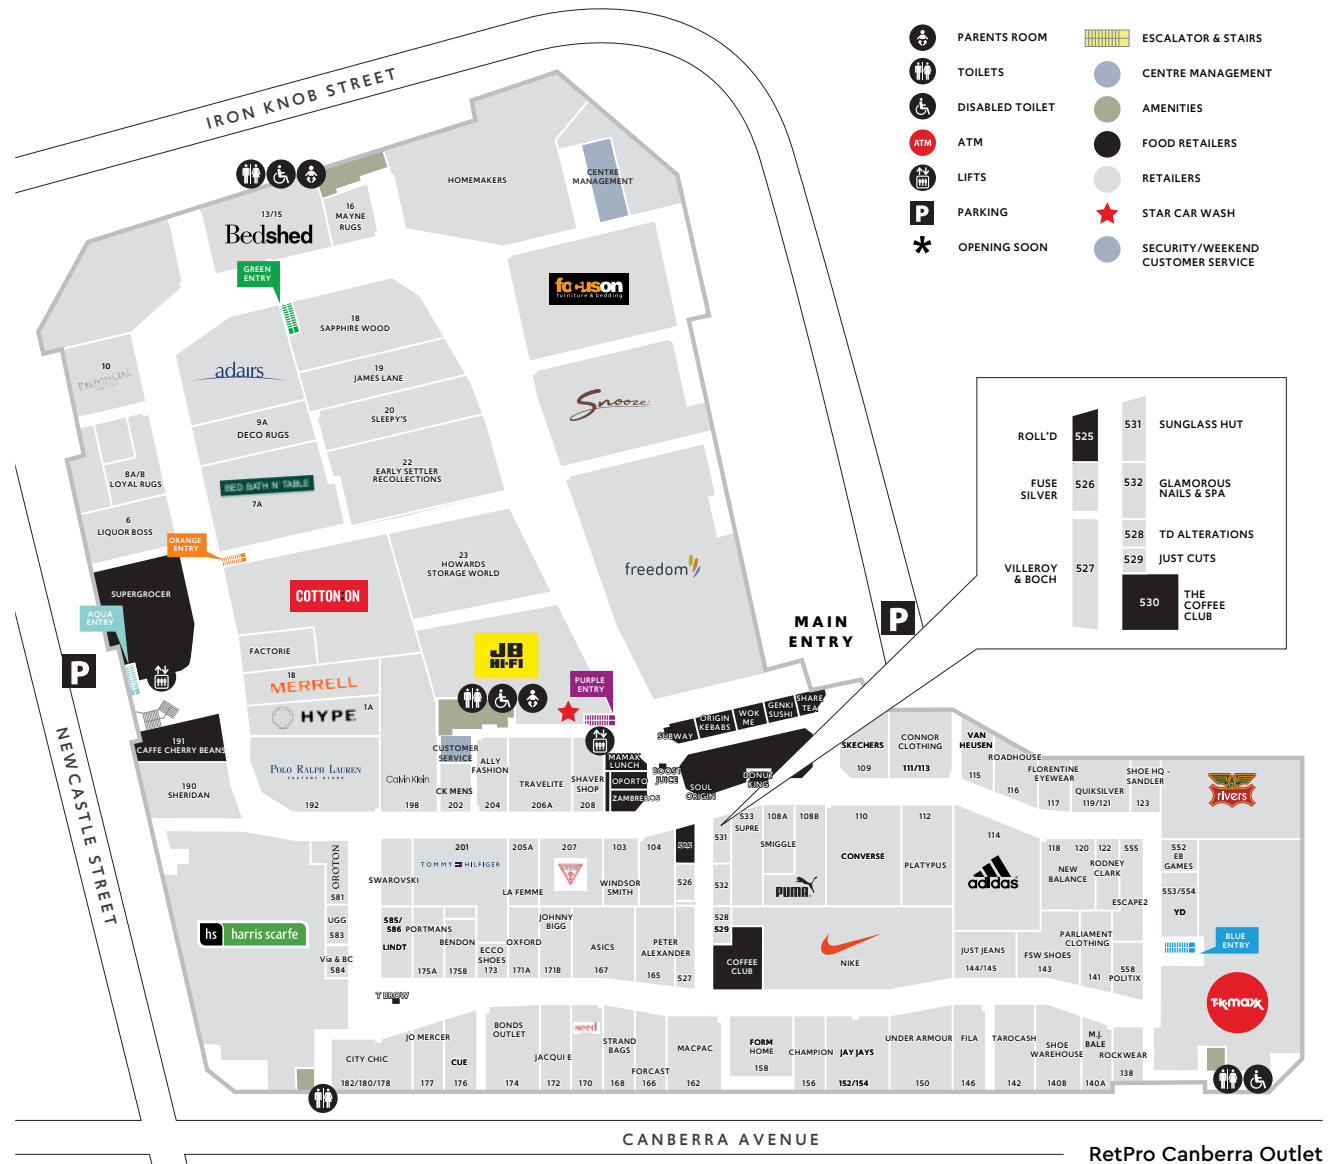 IRON KNOB STREET
PARENTS ROOM
TOILETS
DISABLED TOILET
ATM
ATM
LIFTS
P
PARKING
*
OPENING SOON
ESCALATOR & STAIRS
CENTRE MANAGEMENT
AMENITIES
FOOD RETAILERS
RETAILERS
STAR CAR WASH
SECURITY/WEEKEND
CUSTOMER SERVICE
HOMEMAKERS
CENTRE
MANAGEMENT
13/15
Bedshed
16
MAYNE
RUGS
GREEN
ENTRY
focuson
furniture & bedding
18
SAPPHIRE WOOD
adairs
19
JAMES LANE
10
PROVINCIAL
20
SLEEPY'S
9A
DECO RUGS
Snooze
22
EARLY SETTLER
RECOLLECTIONS
8A/B
LOYAL RUGS
BED BATH N' TABLE
7A
6
LIQUOR BOSS
ORANGE
ENTRY
23
HOWARDS
STORAGE WORLD
freedom
SUPERGROCER
COTTON:ON
AQUA
ENTRY
FACTORIE
JB
HI-FI
P
MAIN
ENTRY
P
1B
MERRELL
HYPE
1A
PURPLE
ENTRY
ROLL'D
525
531
SUNGLASS HUT
FUSE
SILVER
526
532
GLAMOROUS
NAILS & SPA
528
TD ALTERATIONS
529
JUST CUTS
VILLEROY
& BOCH
527
530
THE
COFFEE
CLUB
191
CAFFE CHERRY BEANS
190
SHERIDAN
POLO RALPH LAUREN
FACTORY STORE
192
Calvin Klein
198
CUSTOMER
SERVICE
CK MENS
202
ALLY
FASHION
204
TRAVELITE
206A
SHAVER
SHOP
208
MAMAK
LUNCH
OPORTO
ZAMBREROS
SUBWAY
ORIGIN
KEBABS
WOK
ME
GENKI
SUSHI
SHARE
TEA
BOOST
JUICE
SOUL
ORIGIN
DONUT
KING
SKECHERS
109
CONNOR
CLOTHING
111/113
VAN
HEUSEN
115
ROADHOUSE
116
FLORENTINE
EYEWEAR
117
QUIKSILVER
119/121
SHOE HQ -
SANDLER
123
rivers
NEWCASTLE STREET
hs harris scarfe
OROTON
581
UGG
583
Via & BC
584
SWAROVSKI
201
TOMMY HILFIGER
205A
LA FEMME
207
GUESS
103
WINDSOR
SMITH
104
525
526
531
532
533
SUPRE
108A
SMIGGLE
108B
PUMA
110
CONVERSE
112
PLATYPUS
114
adidas
118
NEW
BALANCE
120
122
RODNEY
CLARK
555
ESCAPE2
552
EB
GAMES
553/554
YD
BLUE
ENTRY
585/
586
LINDT
PORTMANS
175A
BENDON
175B
ECCO
SHOES
173
OXFORD
171A
JOHNNY
BIGG
171B
ASICS
167
PETER
ALEXANDER
165
527
528
529
COFFEE
CLUB
NIKE
JUST JEANS
144/145
PARLIAMENT
CLOTHING
FSW SHOES
143
141
558
POLITIX
TK-maxx
T BROW
CITY CHIC
182/180/178
JO MERCER
177
CUE
176
BONDS
OUTLET
174
JACQUI E
172
seed
170
STRAND
BAGS
168
FORCAST
166
MACPAC
162
FORM
HOME
158
CHAMPION
156
JAY JAYS
152/154
UNDER ARMOUR
150
FILA
146
TAROCASH
142
SHOE
WAREHOUSE
140B
M.J.
BALE
140A
ROCKWEAR
138
CANBERRA AVENUE
RetPro Canberra Outlet